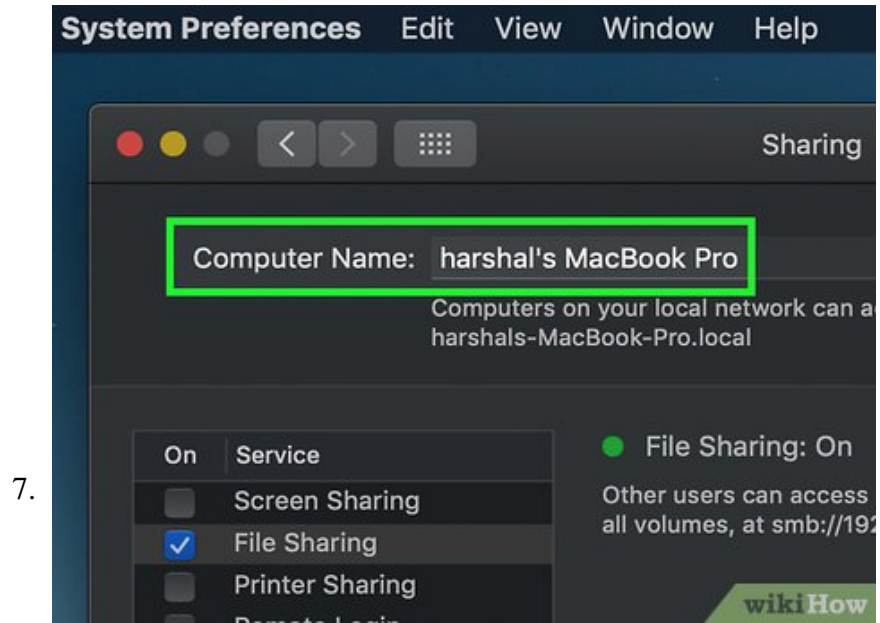 System Preferences Edit View Window Help
Sharing
Computer Name: harshal's MacBook Pro
Computers on your local network can
harshals-MacBook-Pro.local
7.
On Service
Screen Sharing
File Sharing
Printer Sharing
Remote Login
File Sharing: On
Other users can access
all volumes, at smb://192
wikiHow